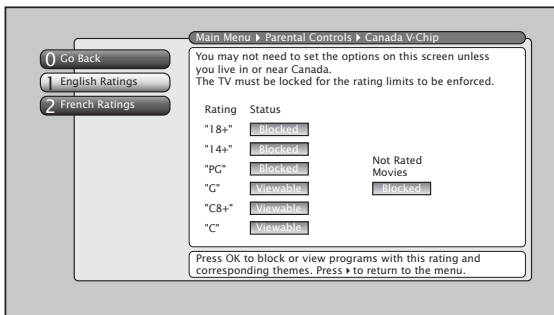 Main Menu ▸ Parental Controls ▸ Canada V-Chip
0 Go Back
1 English Ratings
2 French Ratings
You may not need to set the options on this screen unless
you live in or near Canada.
The TV must be locked for the rating limits to be enforced.
Rating Status
"18+" Blocked
"14+" Blocked
"PG" Blocked
"G" Viewable
"C8+" Viewable
"C" Viewable
Not Rated
Movies
Blocked
Press OK to block or view programs with this rating and
corresponding themes. Press ▸ to return to the menu.